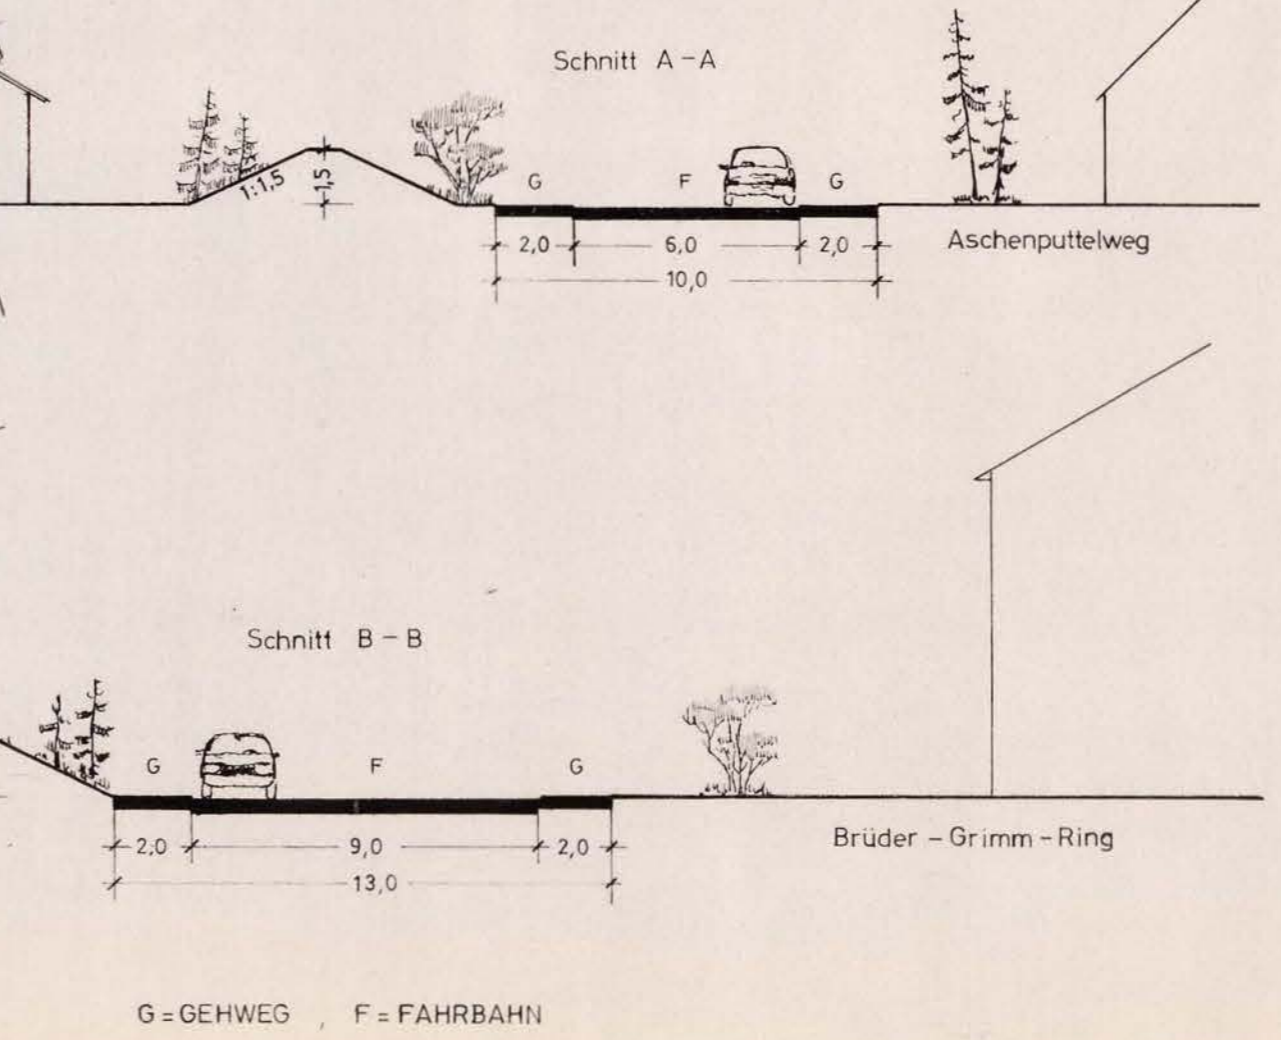 Schnitt A-A
1:1,5
1,5
G F G
2,0 6,0 2,0
10,0
Aschenputtelweg
Schnitt B-B
G F G
2,0 9,0 2,0
13,0
Brüder-Grimm-Ring
G=GEHWEG , F=FAHRBAHN